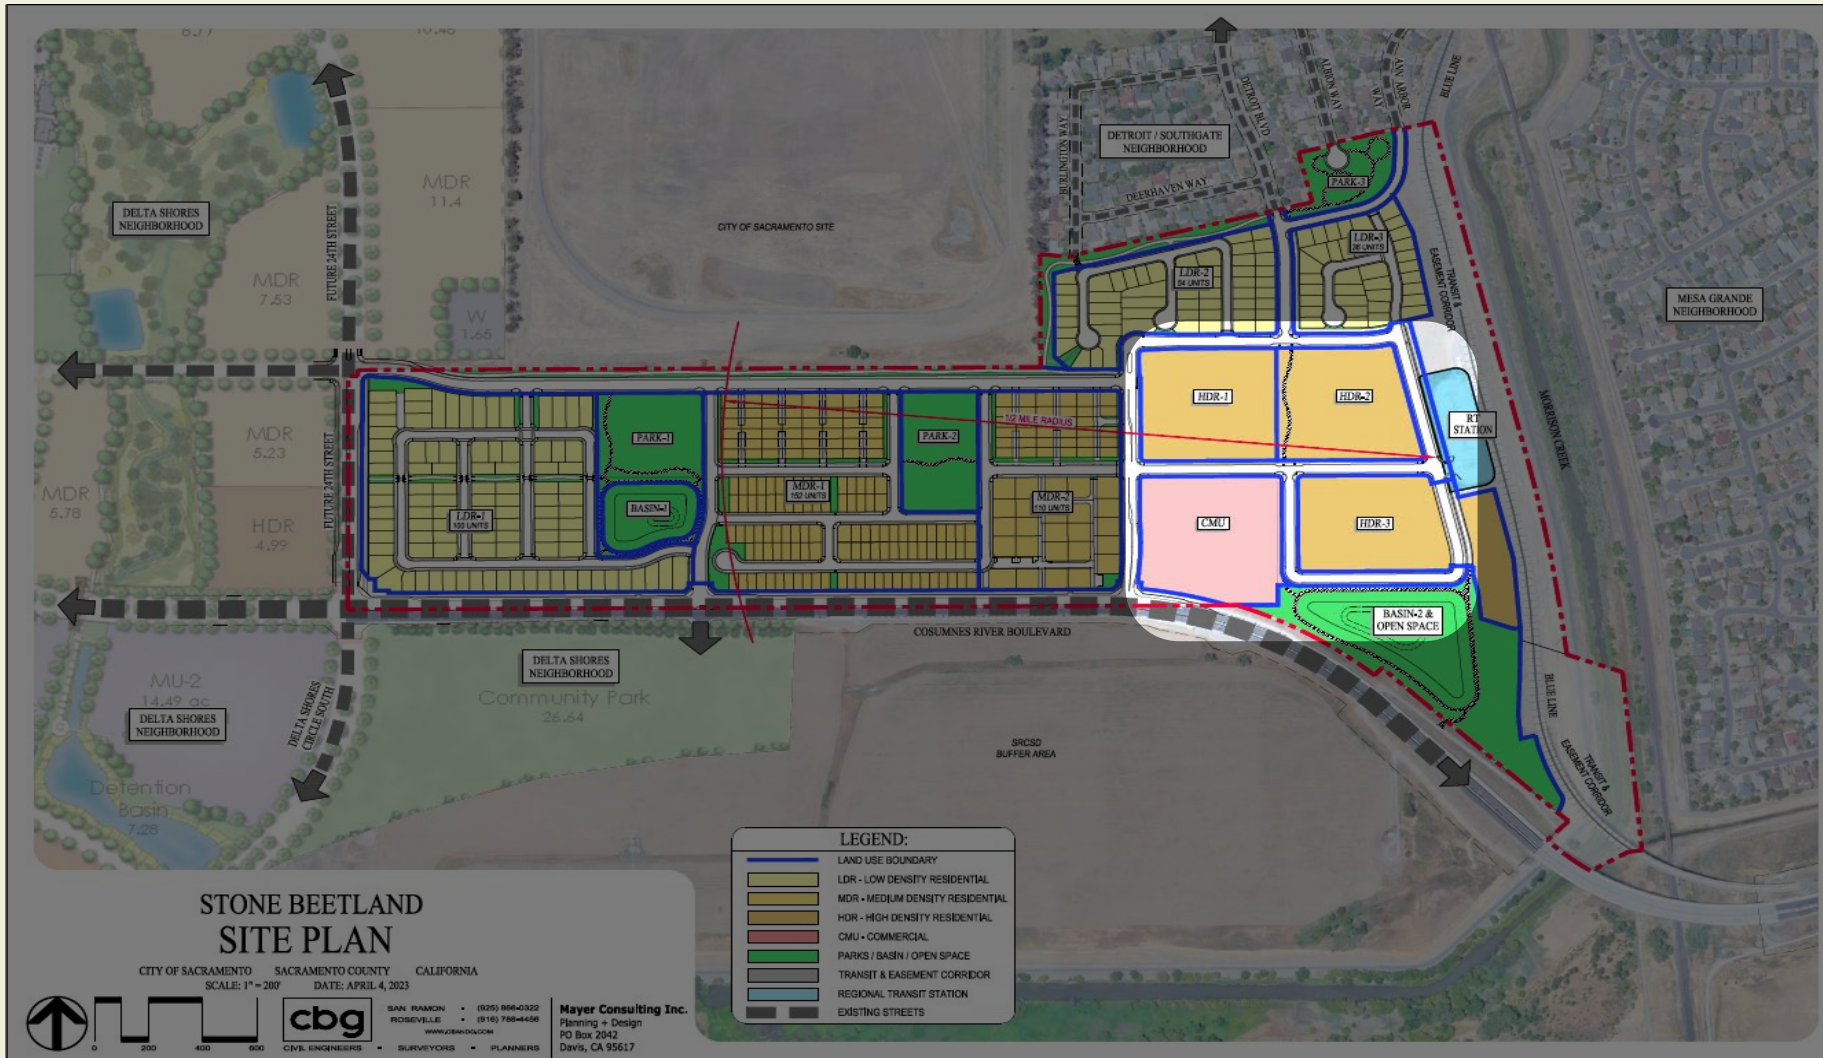 8.77
10.48
MDR
11.4
DELTA SHORES
NEIGHBORHOOD
FUTURE 24TH STREET
MDR
7.53
W
1.65
CITY OF SACRAMENTO SITE
BURLINGTON WAY
DETROIT / SOUTHGATE
NEIGHBORHOOD
DEERHAVEN WAY
DETROIT BLVD
ALBION WAY
ANN ARBOR
WAY
BLUE LINE
PARK-3
LDR-3
36 UNITS
LDR-2
54 UNITS
TRANSIT &
EASEMENT CORRIDOR
MESA GRANDE
NEIGHBORHOOD
MORRISON CREEK
HDR-1
HDR-2
RT
STATION
1/2 MILE RADIUS
PARK-1
PARK-2
MDR
5.23
FUTURE 24TH STREET
MDR
5.78
HDR
4.99
LDR-1
100 UNITS
BASIN-1
MDR-1
152 UNITS
MDR-2
110 UNITS
CMU
HDR-3
BASIN-2 &
OPEN SPACE
COSUMNES RIVER BOULEVARD
DELTA SHORES
NEIGHBORHOOD
Community Park
26.64
MU-2
14.49 ac
DELTA SHORES
NEIGHBORHOOD
DELTA SHORES
CIRCLE SOUTH
Detention
Basin
7.28
SRCSD
BUFFER AREA
BLUE LINE
TRANSIT &
EASEMENT CORRIDOR
LEGEND:
LAND USE BOUNDARY
LDR - LOW DENSITY RESIDENTIAL
MDR - MEDIUM DENSITY RESIDENTIAL
HDR - HIGH DENSITY RESIDENTIAL
CMU - COMMERCIAL
PARKS / BASIN / OPEN SPACE
TRANSIT & EASEMENT CORRIDOR
REGIONAL TRANSIT STATION
EXISTING STREETS
STONE BEETLAND
SITE PLAN
CITY OF SACRAMENTO SACRAMENTO COUNTY CALIFORNIA
SCALE: 1" = 200' DATE: APRIL 4, 2023
0 200 400 600
cbg
CIVIL ENGINEERS • SURVEYORS • PLANNERS
SAN RAMON • (925) 866-0322
ROSEVILLE • (916) 788-4456
WWW.CBANDG.COM
Mayer Consulting Inc.
Planning + Design
PO Box 2042
Davis, CA 95617